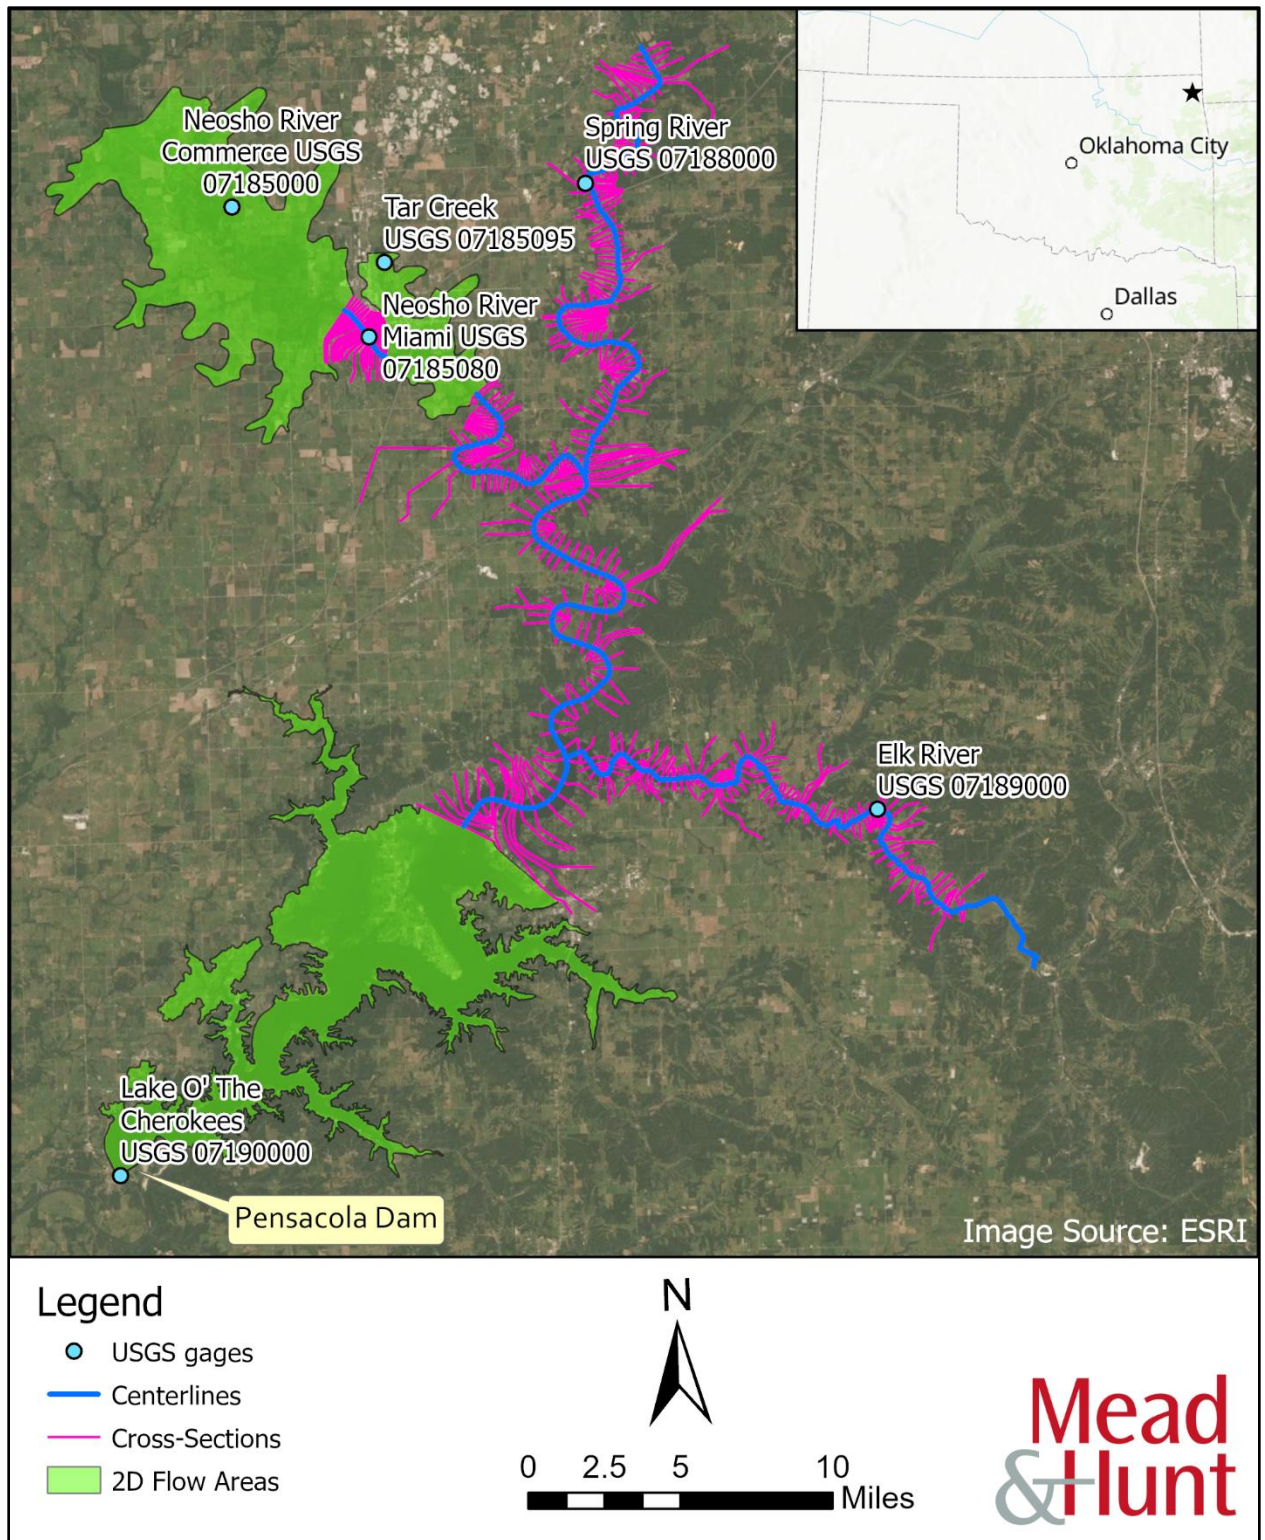 Oklahoma City
Dallas
Neosho River
Commerce USGS
07185000
Spring River
USGS 07188000
Tar Creek
USGS 07185095
Neosho River
Miami USGS
07185080
Elk River
USGS 07189000
Lake O' The
Cherokees
USGS 07190000
Pensacola Dam
Image Source: ESRI
Legend
USGS gages
Centerlines
Cross-Sections
2D Flow Areas
N
0 2.5 5 10
Miles
Mead
&Hunt